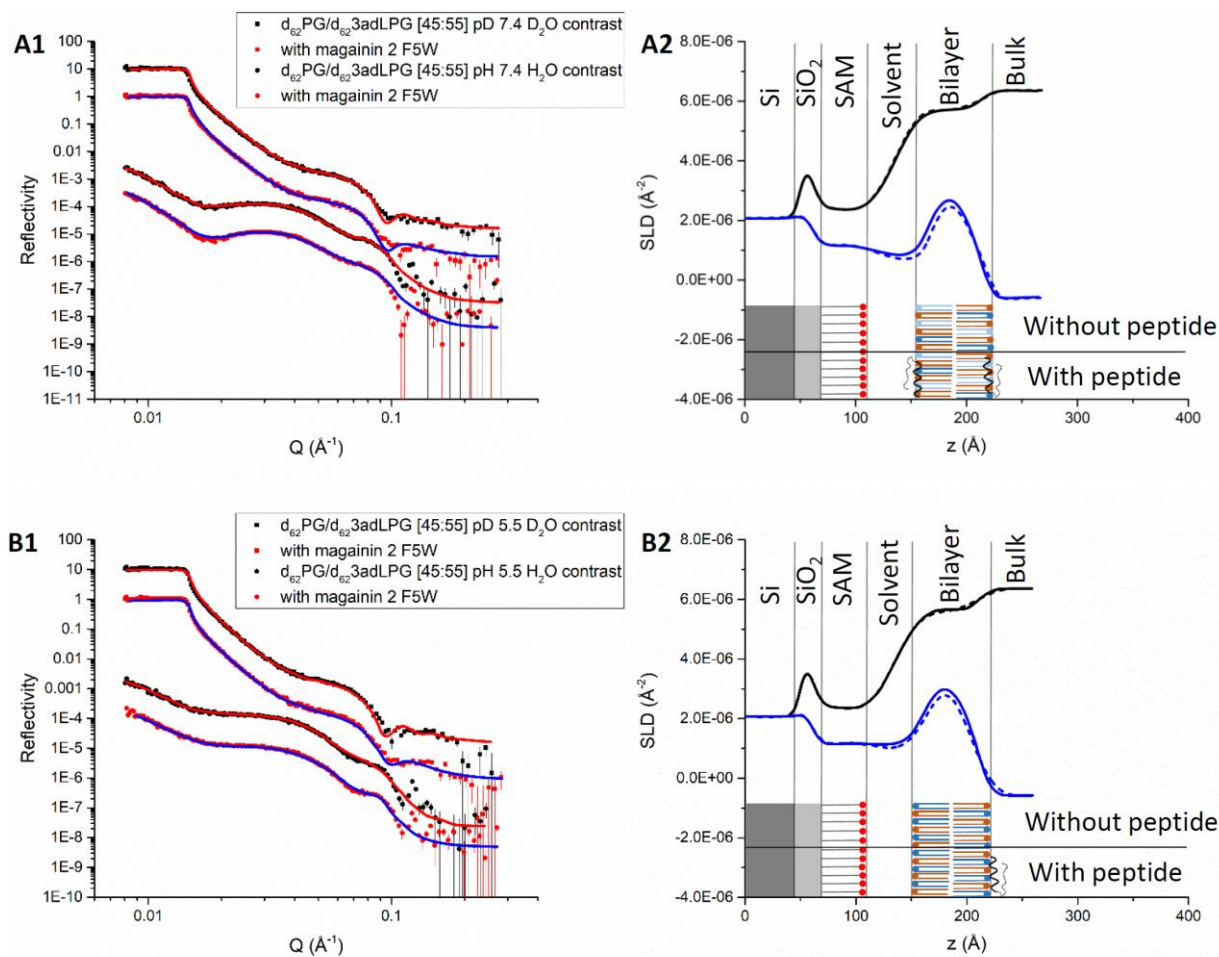 A1
d₆₂PG/d₆₂3adLPG [45:55] pD 7.4 D₂O contrast
with magainin 2 F5W
d₆₂PG/d₆₂3adLPG [45:55] pH 7.4 H₂O contrast
with magainin 2 F5W
100
10
1
0.1
0.01
1E-3
1E-4
1E-5
1E-6
1E-7
1E-8
1E-9
1E-10
1E-11
Reflectivity
0.01 0.1
Q (Å⁻¹)
A2
8.0E-06
6.0E-06
4.0E-06
2.0E-06
0.0E+00
-2.0E-06
-4.0E-06
SLD (Å⁻²)
Si
SiO₂
SAM
Solvent
Bilayer
Bulk
Without peptide
With peptide
0 100 200 300 400
z (Å)
B1
d₆₂PG/d₆₂3adLPG [45:55] pD 5.5 D₂O contrast
with magainin 2 F5W
d₆₂PG/d₆₂3adLPG [45:55] pH 5.5 H₂O contrast
with magainin 2 F5W
100
10
1
0.1
0.01
0.001
1E-4
1E-5
1E-6
1E-7
1E-8
1E-9
1E-10
Reflectivity
0.01 0.1
Q (Å⁻¹)
B2
8.0E-06
6.0E-06
4.0E-06
2.0E-06
0.0E+00
-2.0E-06
-4.0E-06
SLD (Å⁻²)
Si
SiO₂
SAM
Solvent
Bilayer
Bulk
Without peptide
With peptide
0 100 200 300 400
z (Å)